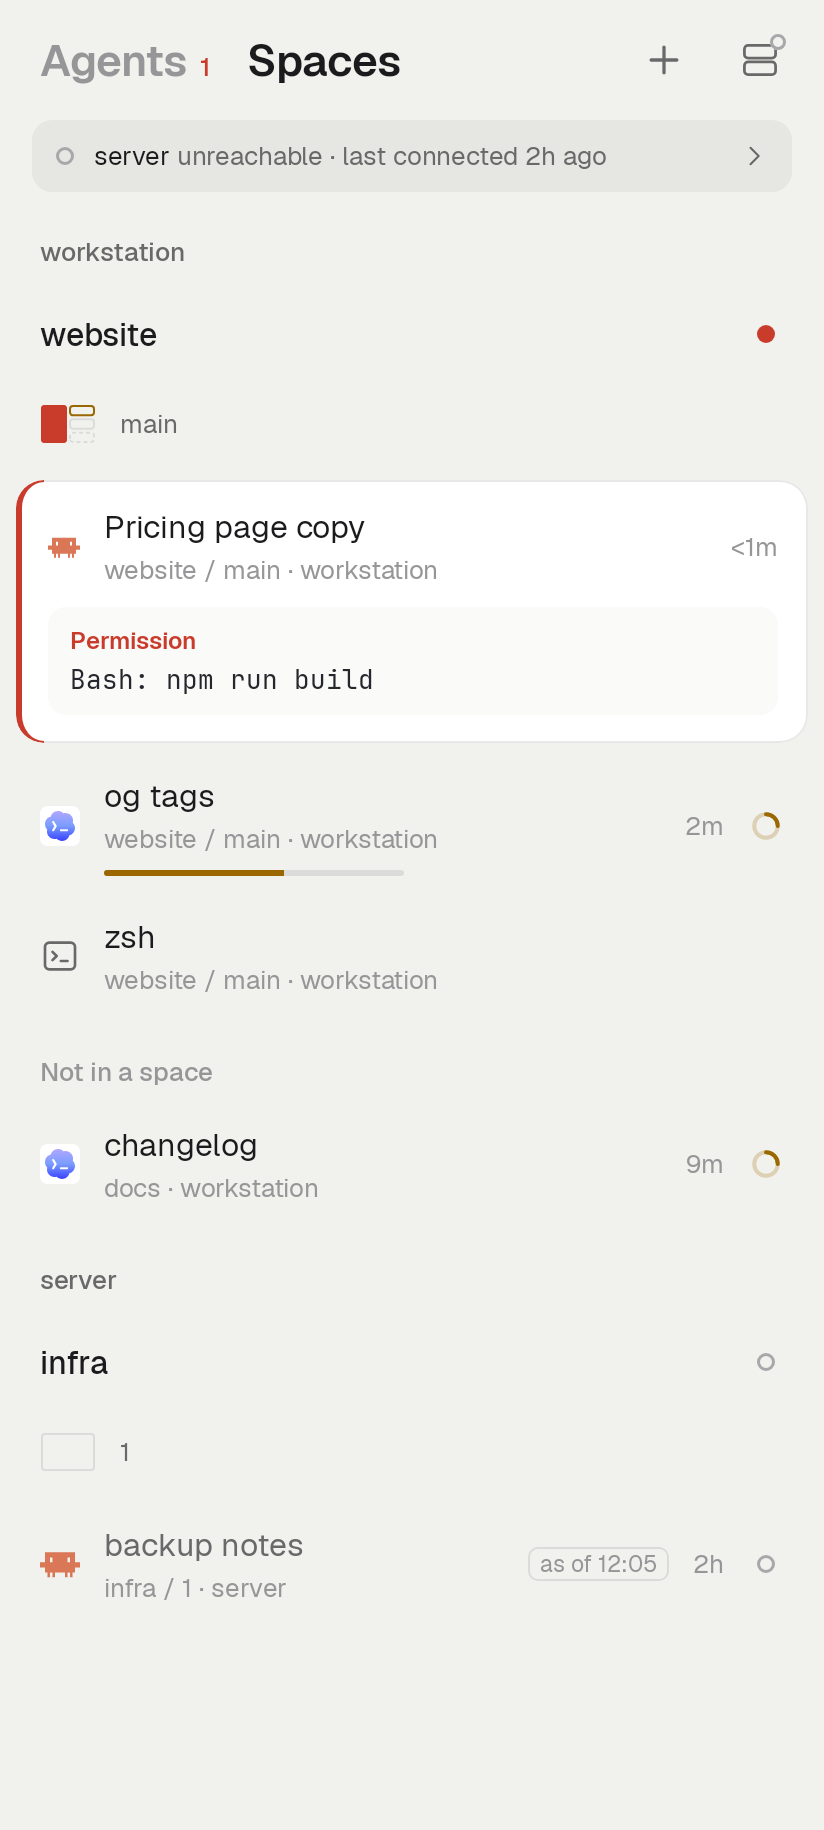 Agents 1 Spaces
server unreachable · last connected 2h ago
workstation
website
main
Pricing page copy
website / main · workstation
<1m
Permission
Bash: npm run build
og tags
website / main · workstation
2m
zsh
website / main · workstation
Not in a space
changelog
docs · workstation
9m
server
infra
1
backup notes
infra / 1 · server
as of 12:05 2h